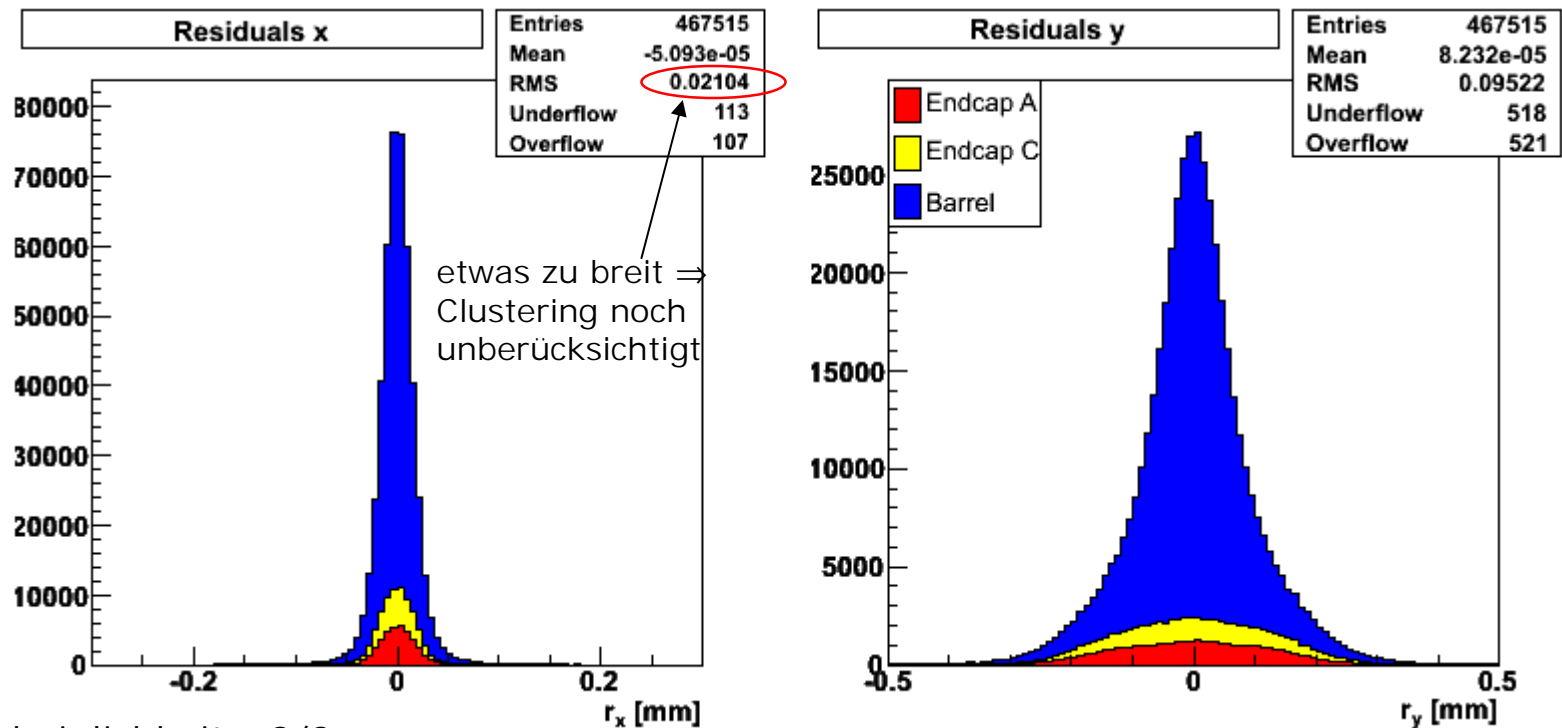 Residuals x
Entries 467515
Mean -5.093e-05
RMS 0.02104
Underflow 113
Overflow 107
80000
70000
60000
50000
40000
30000
20000
10000
0
-0.2 0 0.2
r_x [mm]
etwas zu breit ⇒
Clustering noch
unberücksichtigt
Residuals y
Entries 467515
Mean 8.232e-05
RMS 0.09522
Underflow 518
Overflow 521
Endcap A
Endcap C
Barrel
25000
20000
15000
10000
5000
0
-0.5 0 0.5
r_y [mm]